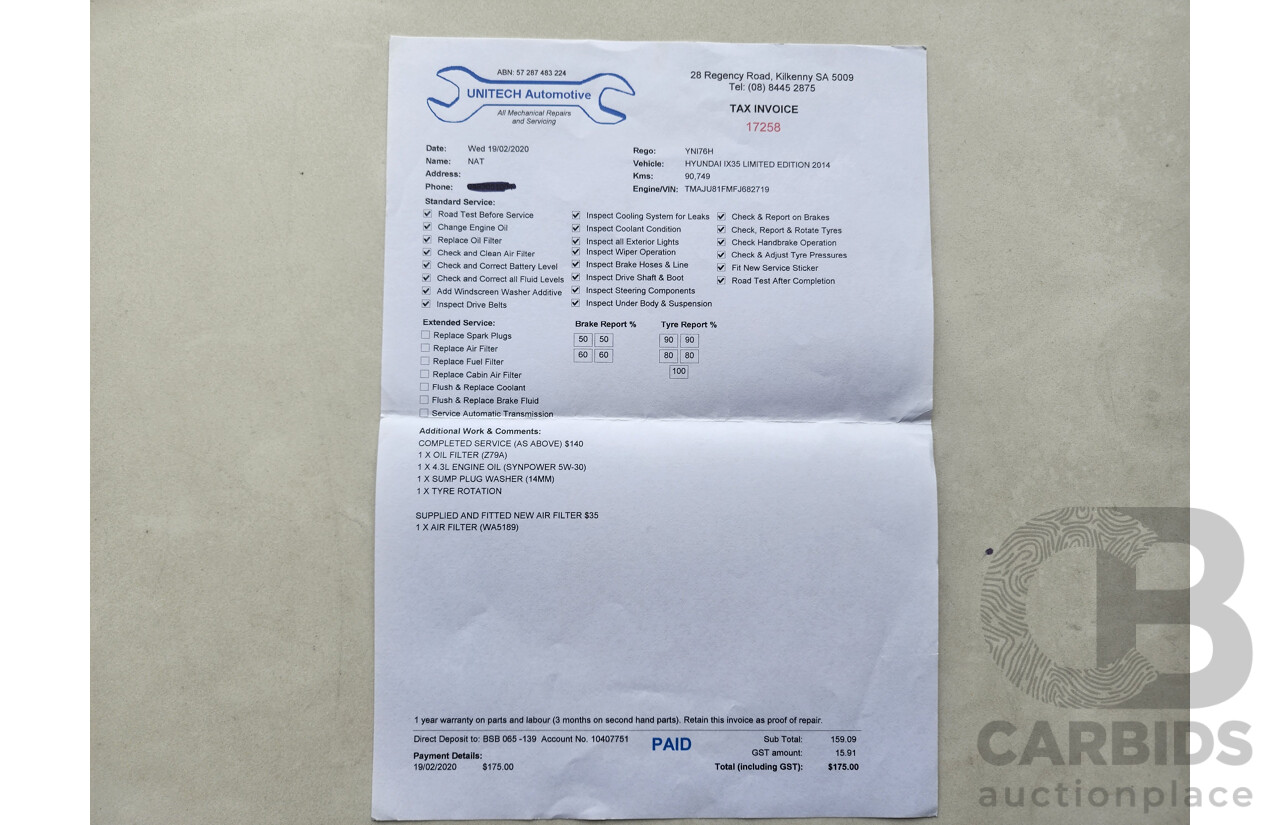 ABN: 57 287 483 224
UNITECH Automotive
All Mechanical Repairs
and Servicing
28 Regency Road, Kilkenny SA 5009
Tel: (08) 8445 2875
TAX INVOICE
17258
Date: Wed 19/02/2020
Name: NAT
Address:
Phone:
Rego: YNI76H
Vehicle: HYUNDAI IX35 LIMITED EDITION 2014
Kms: 90,749
Engine/VIN: TMAJU81FMFJ682719
Standard Service:
Road Test Before Service
Change Engine Oil
Replace Oil Filter
Check and Clean Air Filter
Check and Correct Battery Level
Check and Correct all Fluid Levels
Add Windscreen Washer Additive
Inspect Drive Belts
Inspect Cooling System for Leaks
Inspect Coolant Condition
Inspect all Exterior Lights
Inspect Wiper Operation
Inspect Brake Hoses & Line
Inspect Drive Shaft & Boot
Inspect Steering Components
Inspect Under Body & Suspension
Check & Report on Brakes
Check, Report & Rotate Tyres
Check Handbrake Operation
Check & Adjust Tyre Pressures
Fit New Service Sticker
Road Test After Completion
Extended Service:
Replace Spark Plugs
Replace Air Filter
Replace Fuel Filter
Replace Cabin Air Filter
Flush & Replace Coolant
Flush & Replace Brake Fluid
Service Automatic Transmission
Brake Report %
50 50
60 60
Tyre Report %
90 90
80 80
100
Additional Work & Comments:
COMPLETED SERVICE (AS ABOVE) $140
1 X OIL FILTER (Z79A)
1 X 4.3L ENGINE OIL (SYNPOWER 5W-30)
1 X SUMP PLUG WASHER (14MM)
1 X TYRE ROTATION
SUPPLIED AND FITTED NEW AIR FILTER $35
1 X AIR FILTER (WA5189)
1 year warranty on parts and labour (3 months on second hand parts). Retain this invoice as proof of repair.
Direct Deposit to: BSB 065 -139 Account No. 10407751
Payment Details:
19/02/2020 $175.00
PAID
Sub Total: 159.09
GST amount: 15.91
Total (including GST): $175.00
CB
CARBIDS
auctionplace